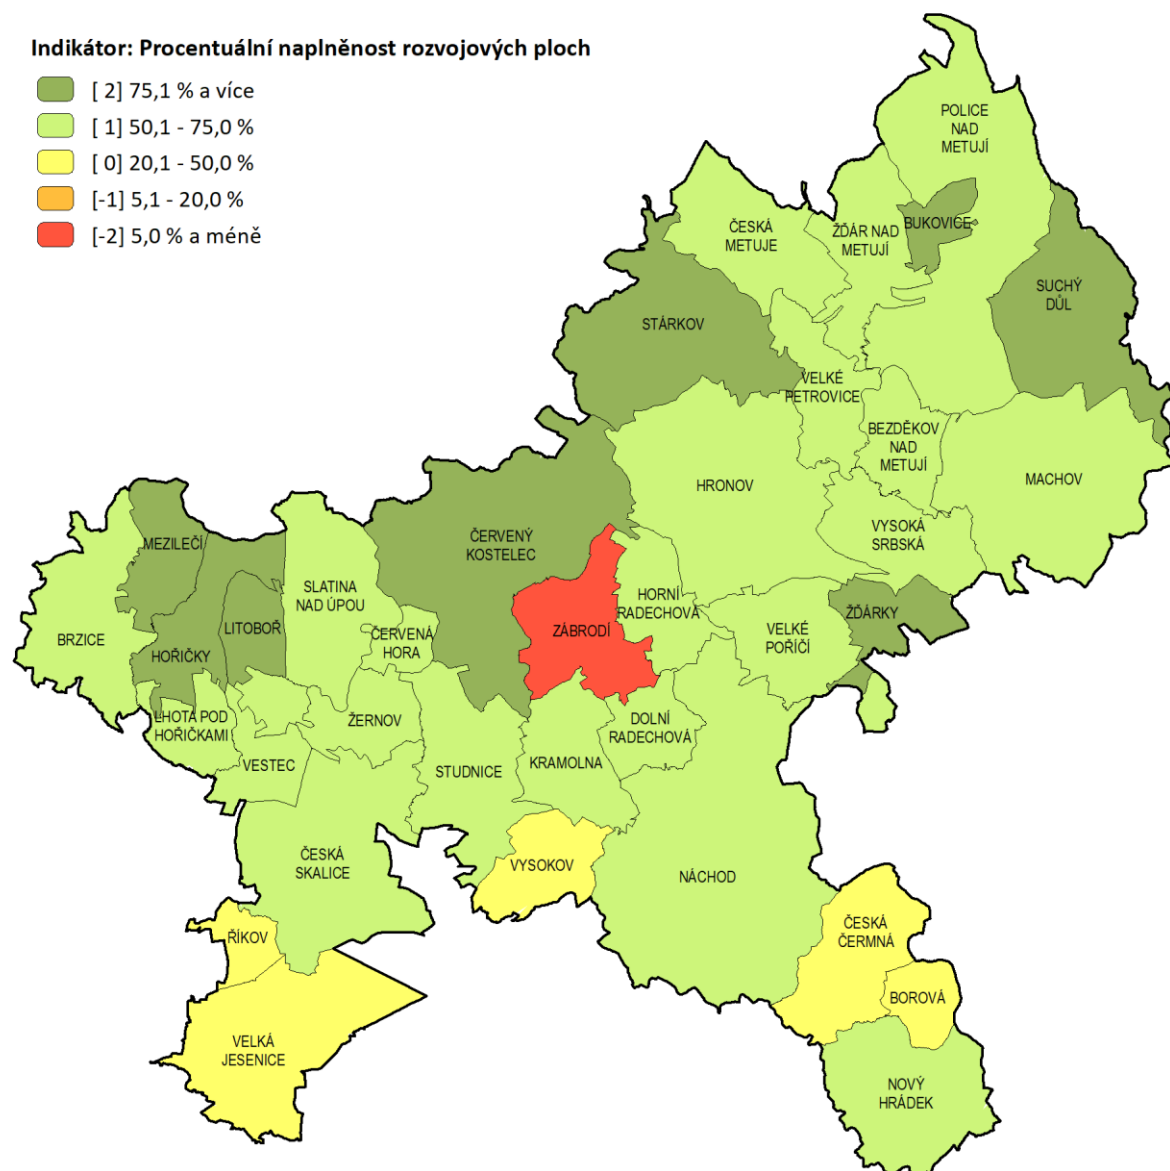 Indikátor: Procentuální naplněnost rozvojových ploch
[ 2] 75,1 % a více
[ 1] 50,1 - 75,0 %
[ 0] 20,1 - 50,0 %
[-1] 5,1 - 20,0 %
[-2] 5,0 % a méně
POLICE
NAD
METUJÍ
ČESKÁ
METUJE
ŽĎÁR NAD
METUJÍ
BUKOVICE
SUCHÝ
DŮL
STÁRKOV
VELKÉ
PETROVICE
BEZDĚKOV
NAD
METUJÍ
MACHOV
HRONOV
VYSOKÁ
SRBSKÁ
ČERVENÝ
KOSTELEC
MEZILEČÍ
SLATINA
NAD ÚPOU
HORNÍ
RADECHOVÁ
ŽĎÁRKY
LITOBOŘ
BRZICE
HOŘIČKY
ČERVENÁ
HORA
ZÁBRODÍ
VELKÉ
POŘÍČÍ
LHOTA POD
HOŘIČKAMI
ŽERNOV
DOLNÍ
RADECHOVÁ
VESTEC
STUDNICE
KRAMOLNA
ČESKÁ
SKALICE
VYSOKOV
NÁCHOD
ŘÍKOV
ČESKÁ
ČERMNÁ
BOROVÁ
VELKÁ
JESENICE
NOVÝ
HRÁDEK